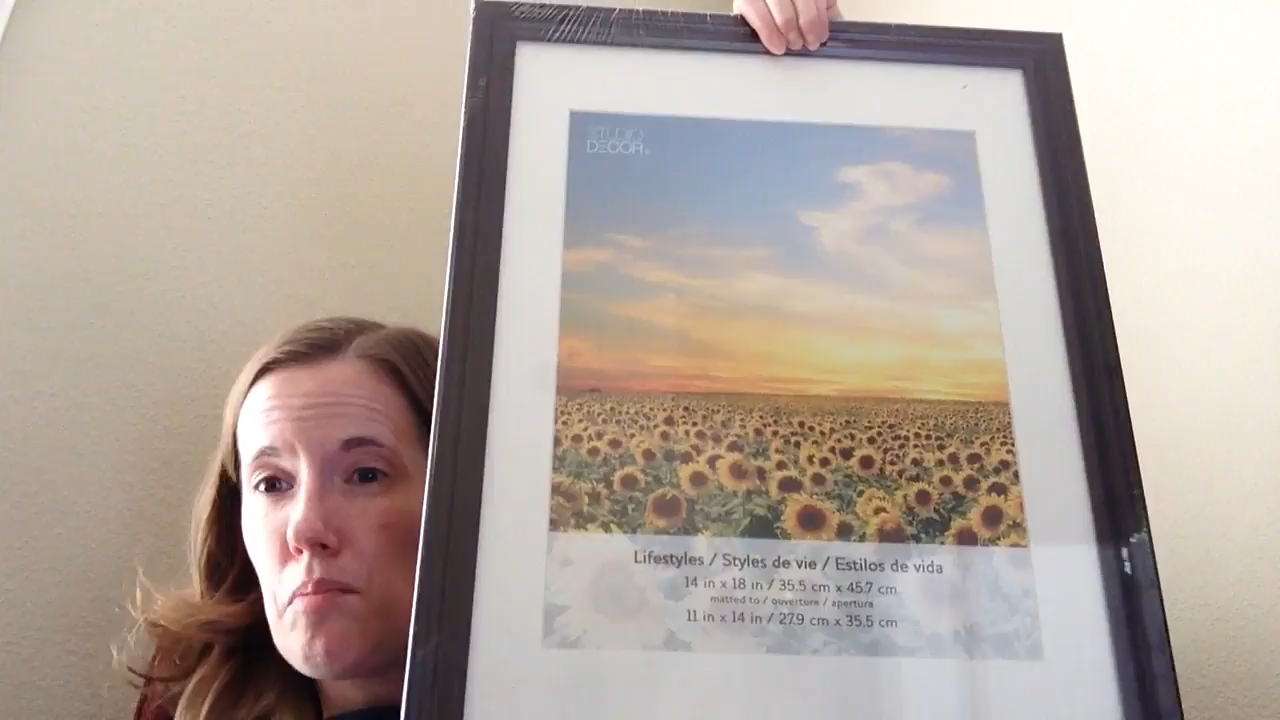 STUDIO
DECOR®
Lifestyles / Styles de vie / Estilos de vida
14 in x 18 in / 35.5 cm x 45.7 cm
matted to / ouverture / apertura
11 in x 14 in / 27.9 cm x 35.5 cm